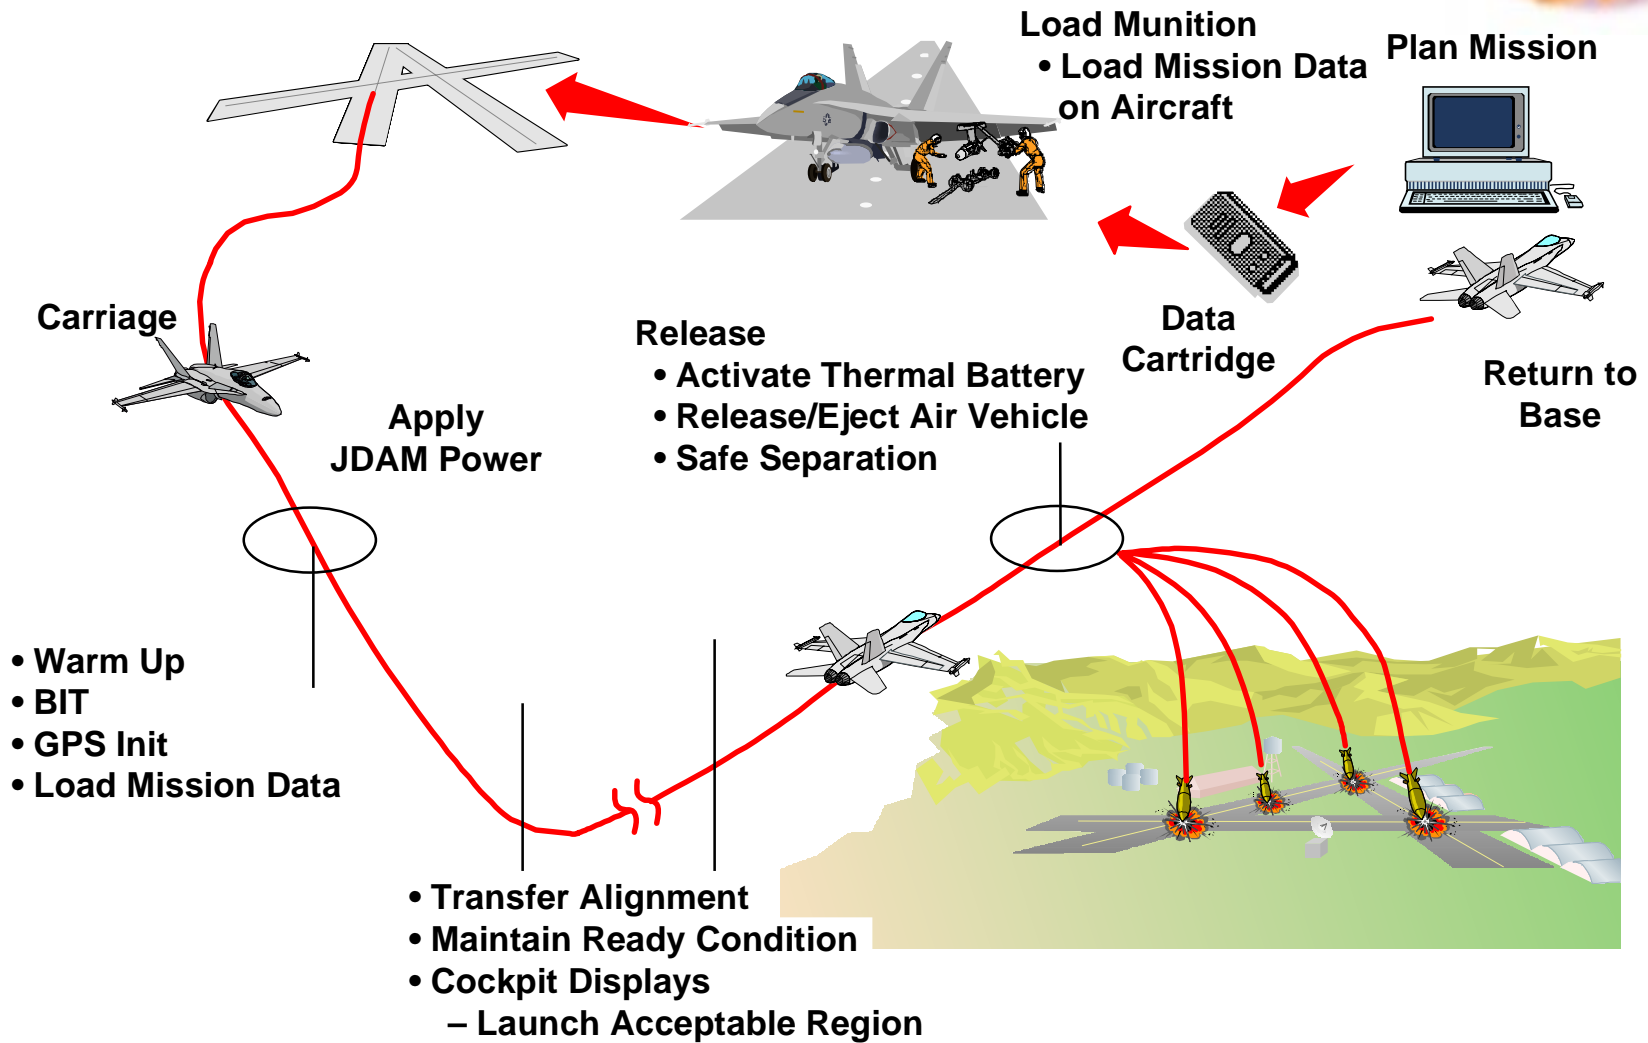 Load Munition
• Load Mission Data
on Aircraft
Plan Mission
Data
Cartridge
Return to
Base
Carriage
Apply
JDAM Power
Release
• Activate Thermal Battery
• Release/Eject Air Vehicle
• Safe Separation
• Warm Up
• BIT
• GPS Init
• Load Mission Data
• Transfer Alignment
• Maintain Ready Condition
• Cockpit Displays
– Launch Acceptable Region